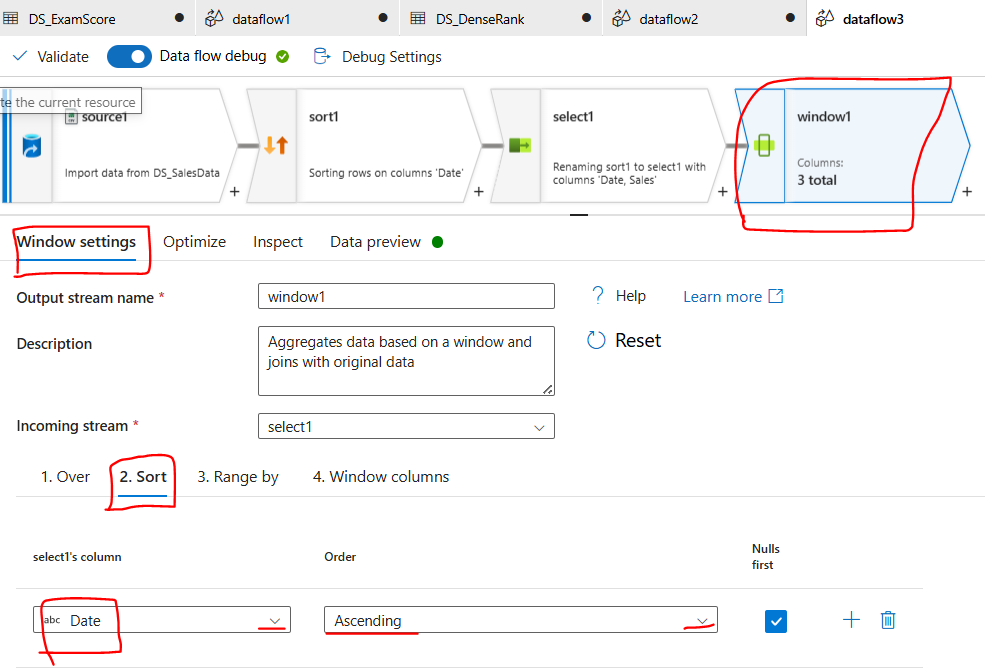 DS_ExamScore dataflow1 DS_DenseRank dataflow2 dataflow3
Validate Data flow debug Debug Settings
te the current resource
source1 sort1 select1 window1
Import data from DS_SalesData
Sorting rows on columns 'Date'
Renaming sort1 to select1 with
columns 'Date, Sales'
Columns:
3 total
Window settings Optimize Inspect Data preview
Output stream name * window1 ? Help Learn more
Description Aggregates data based on a window and
joins with original data
Reset
Incoming stream * select1
1. Over 2. Sort 3. Range by 4. Window columns
select1's column Order Nulls
first
abc Date Ascending